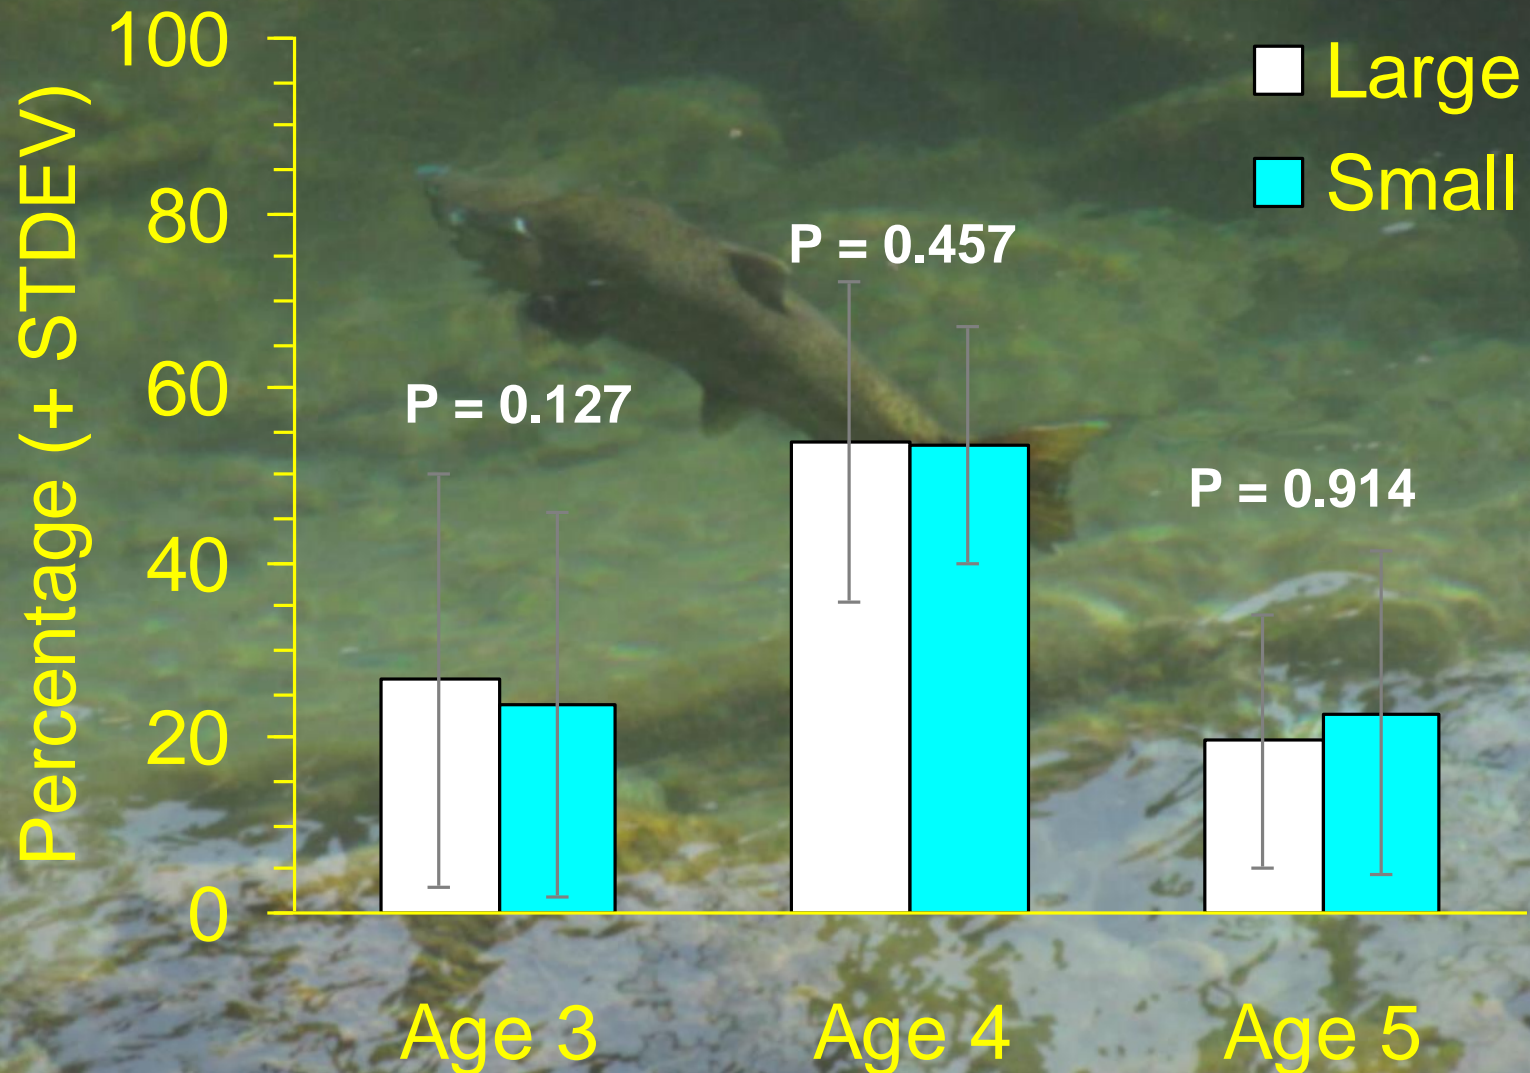 Percentage (+ STDEV)
100
80
60
40
20
0
Large
Small
P = 0.127
P = 0.457
P = 0.914
Age 3
Age 4
Age 5